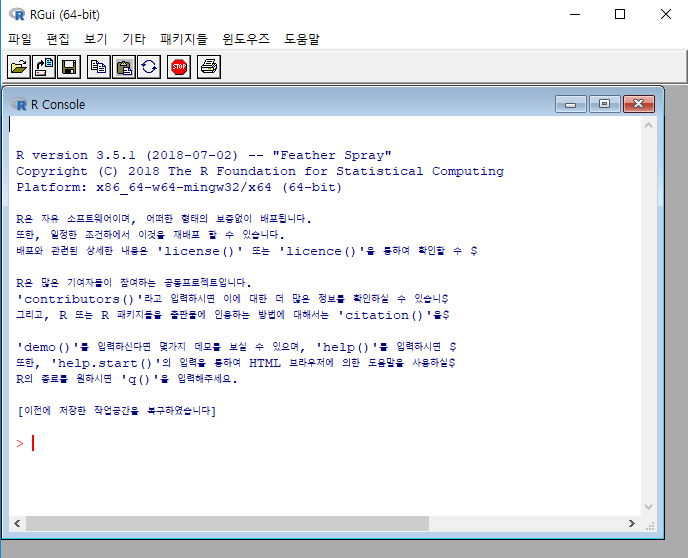 RGui (64-bit)
파일 편집 보기 기타 패키지들 윈도우즈 도움말
STOP
R Console
R version 3.5.1 (2018-07-02) -- "Feather Spray"
Copyright (C) 2018 The R Foundation for Statistical Computing
Platform: x86_64-w64-mingw32/x64 (64-bit)
R은 자유 소프트웨어이며, 어떠한 형태의 보증없이 배포됩니다.
또한, 일정한 조건하에서 이것을 재배포 할 수 있습니다.
배포와 관련된 상세한 내용은 'license()' 또는 'licence()'을 통하여 확인할 수 $
R은 많은 기여자들이 참여하는 공동프로젝트입니다.
'contributors()'라고 입력하시면 이에 대한 더 많은 정보를 확인하실 수 있습니$
그리고, R 또는 R 패키지들을 출판물에 인용하는 방법에 대해서는 'citation()'을$
'demo()'를 입력하신다면 몇가지 데모를 보실 수 있으며, 'help()'를 입력하시면 $
또한, 'help.start()'의 입력을 통하여 HTML 브라우저에 의한 도움말을 사용하실$
R의 종료를 원하시면 'q()'을 입력해주세요.
[이전에 저장한 작업공간을 복구하였습니다]
>